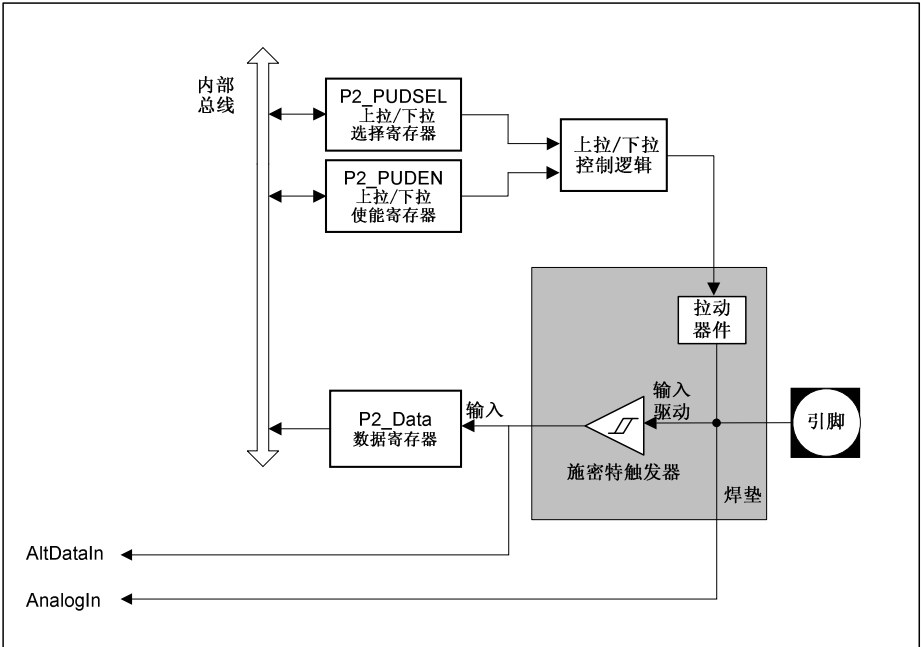 内部
总线
P2_PUDSEL
上拉/下拉
选择寄存器
P2_PUDEN
上拉/下拉
使能寄存器
上拉/下拉
控制逻辑
拉动
器件
P2_Data
数据寄存器
输入
输入
驱动
引脚
施密特触发器
焊垫
AltDataIn
AnalogIn